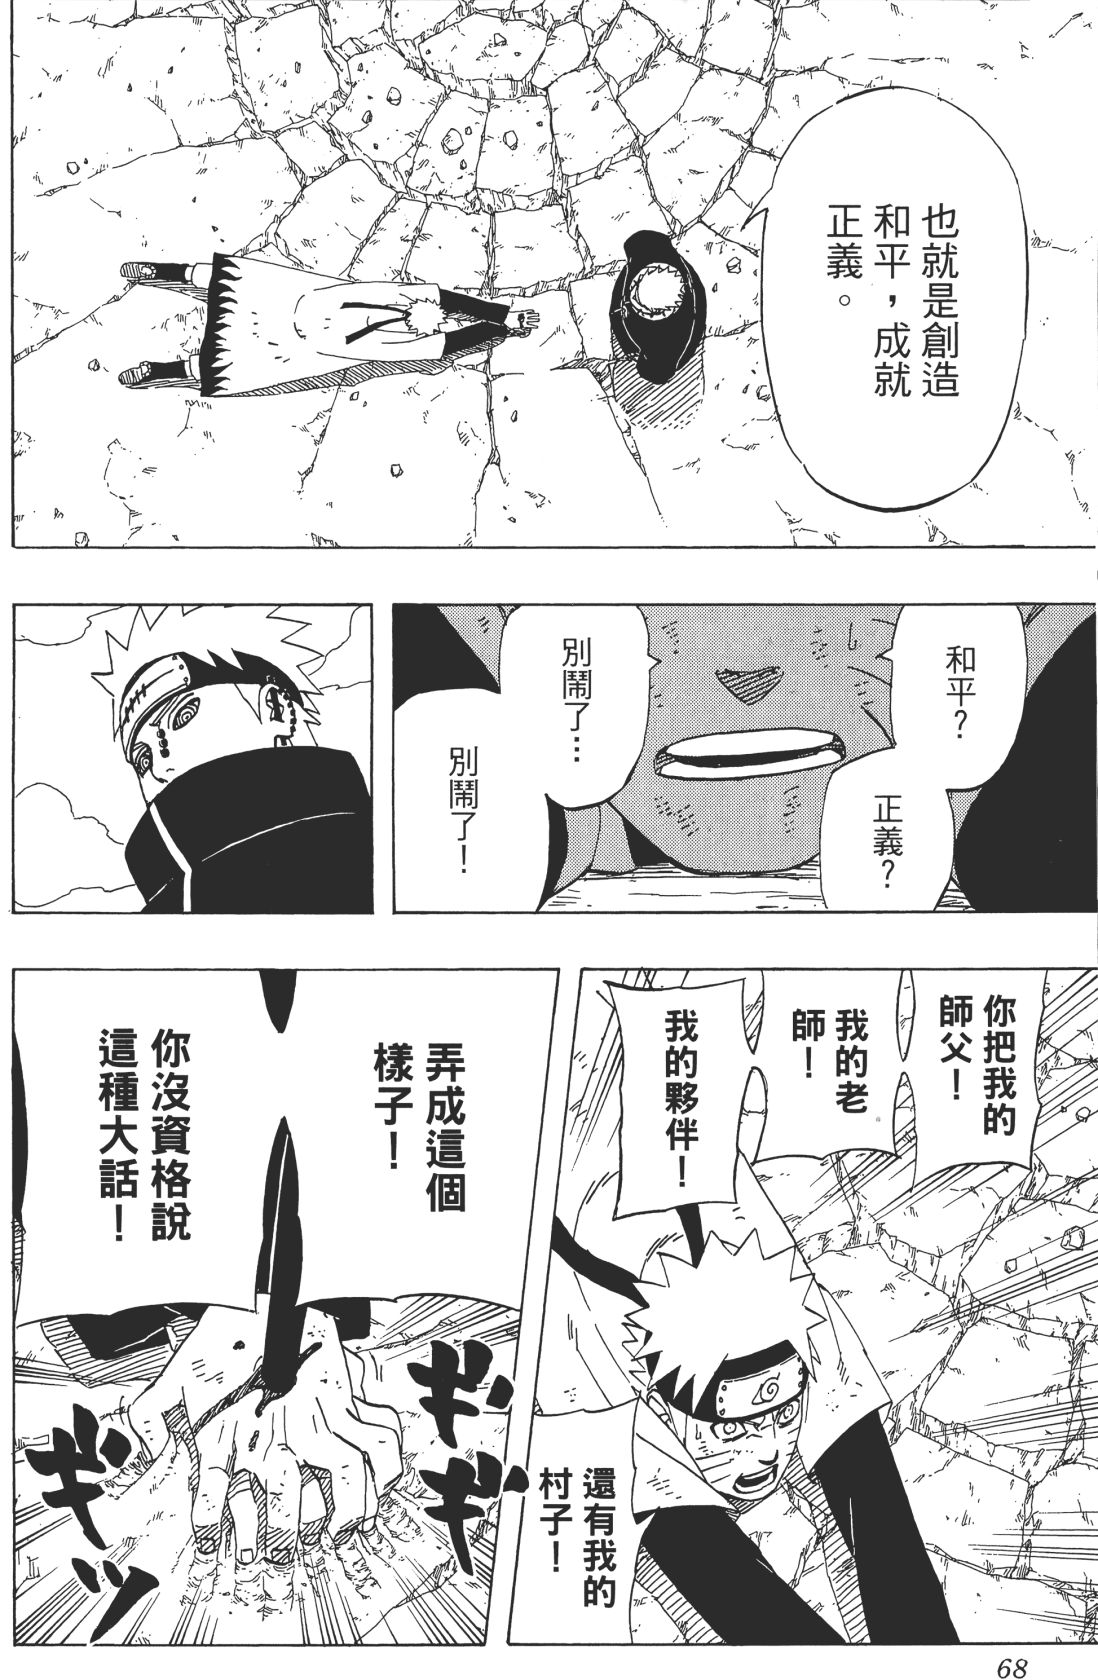 也就是創造
和平，成就
正義。
和平？
正義？
別鬧了…
別鬧了！
你把我的
師父！
我的老
師！
我的夥伴！
還有我的
村子！
弄成這個
樣子！
你沒資格說
這種大話！
ギギ
ギギッ
68